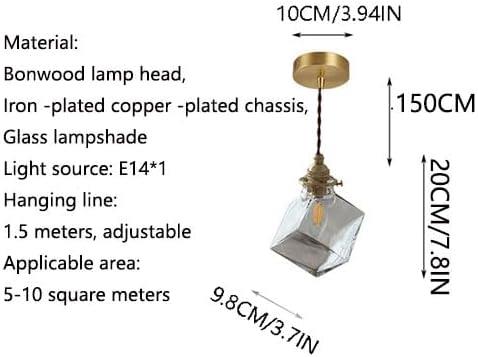 10CM/3.94IN
Material:
Bonwood lamp head,
Iron -plated copper -plated chassis,
Glass lampshade
Light source: E14*1
Hanging line:
1.5 meters, adjustable
Applicable area:
5-10 square meters
150CM
20CM/7.8IN
9.8CM/3.7IN